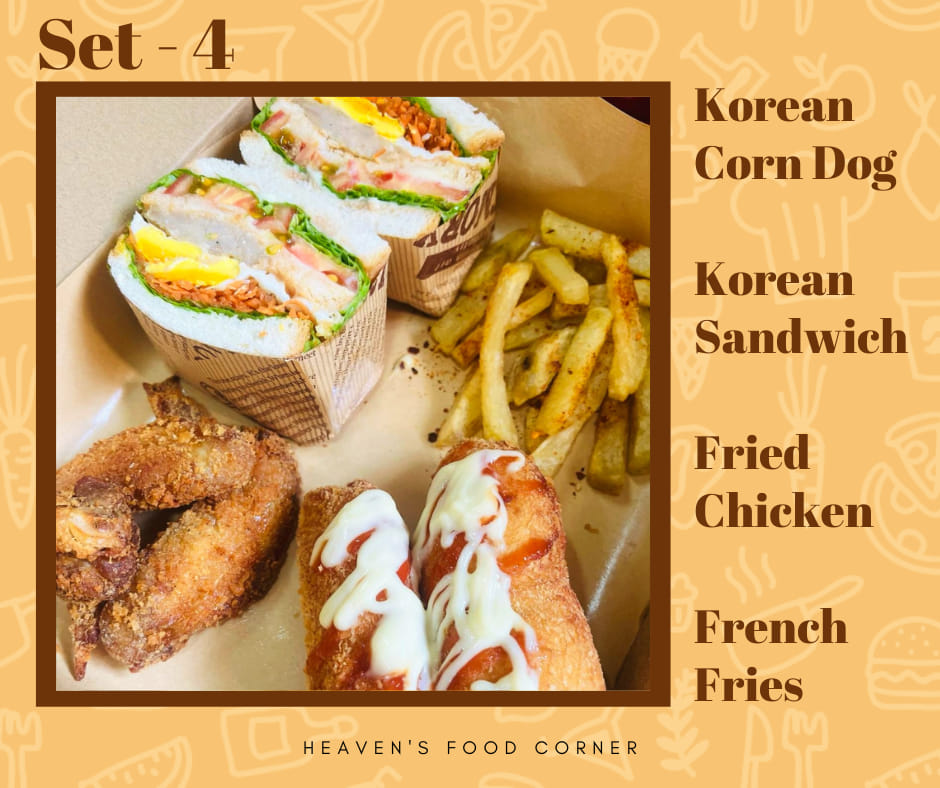 Set - 4
Korean
Corn Dog
Korean
Sandwich
Fried
Chicken
French
Fries
HEAVEN'S FOOD CORNER